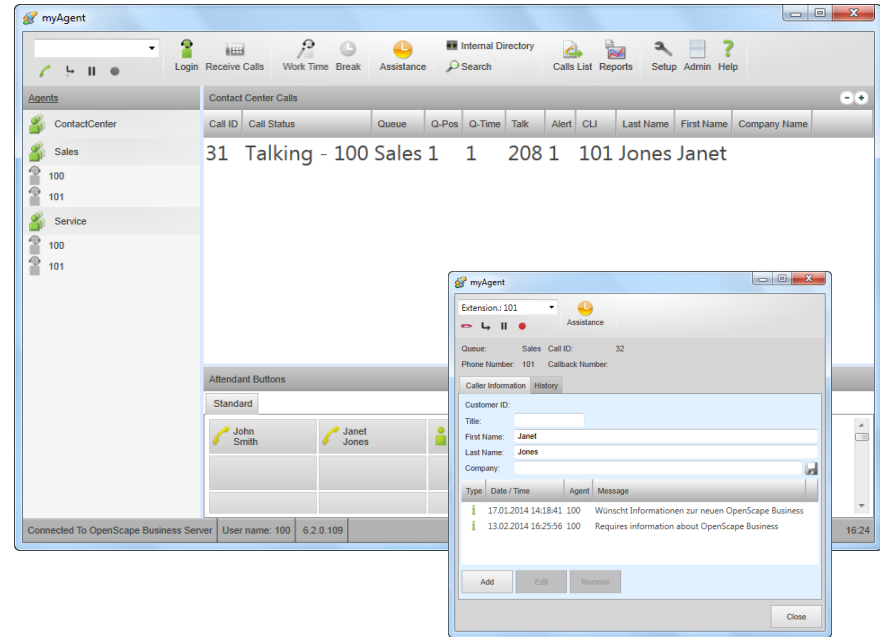 myAgent
Login Receive Calls Work Time Break Assistance Internal Directory Search Calls List Reports Setup Admin Help
Agents
ContactCenter
Sales
100
101
Service
100
101
Contact Center Calls
Call ID Call Status Queue Q-Pos Q-Time Talk Alert CLI Last Name First Name Company Name
31 Talking - 100 Sales 1 1 208 1 101 Jones Janet
Attendant Buttons
Standard
John Smith
Janet Jones
Connected To OpenScape Business Server User name: 100 6.2.0.109 16:24
myAgent
Extension.: 101
Assistance
Queue: Sales Call ID: 32
Phone Number: 101 Callback Number:
Caller Information History
Customer ID:
Title:
First Name: Janet
Last Name: Jones
Company:
Type Date / Time Agent Message
17.01.2014 14:18:41 100 Wünscht Informationen zur neuen OpenScape Business
13.02.2014 16:25:56 100 Requires information about OpenScape Business
Add Edit Remove
Close